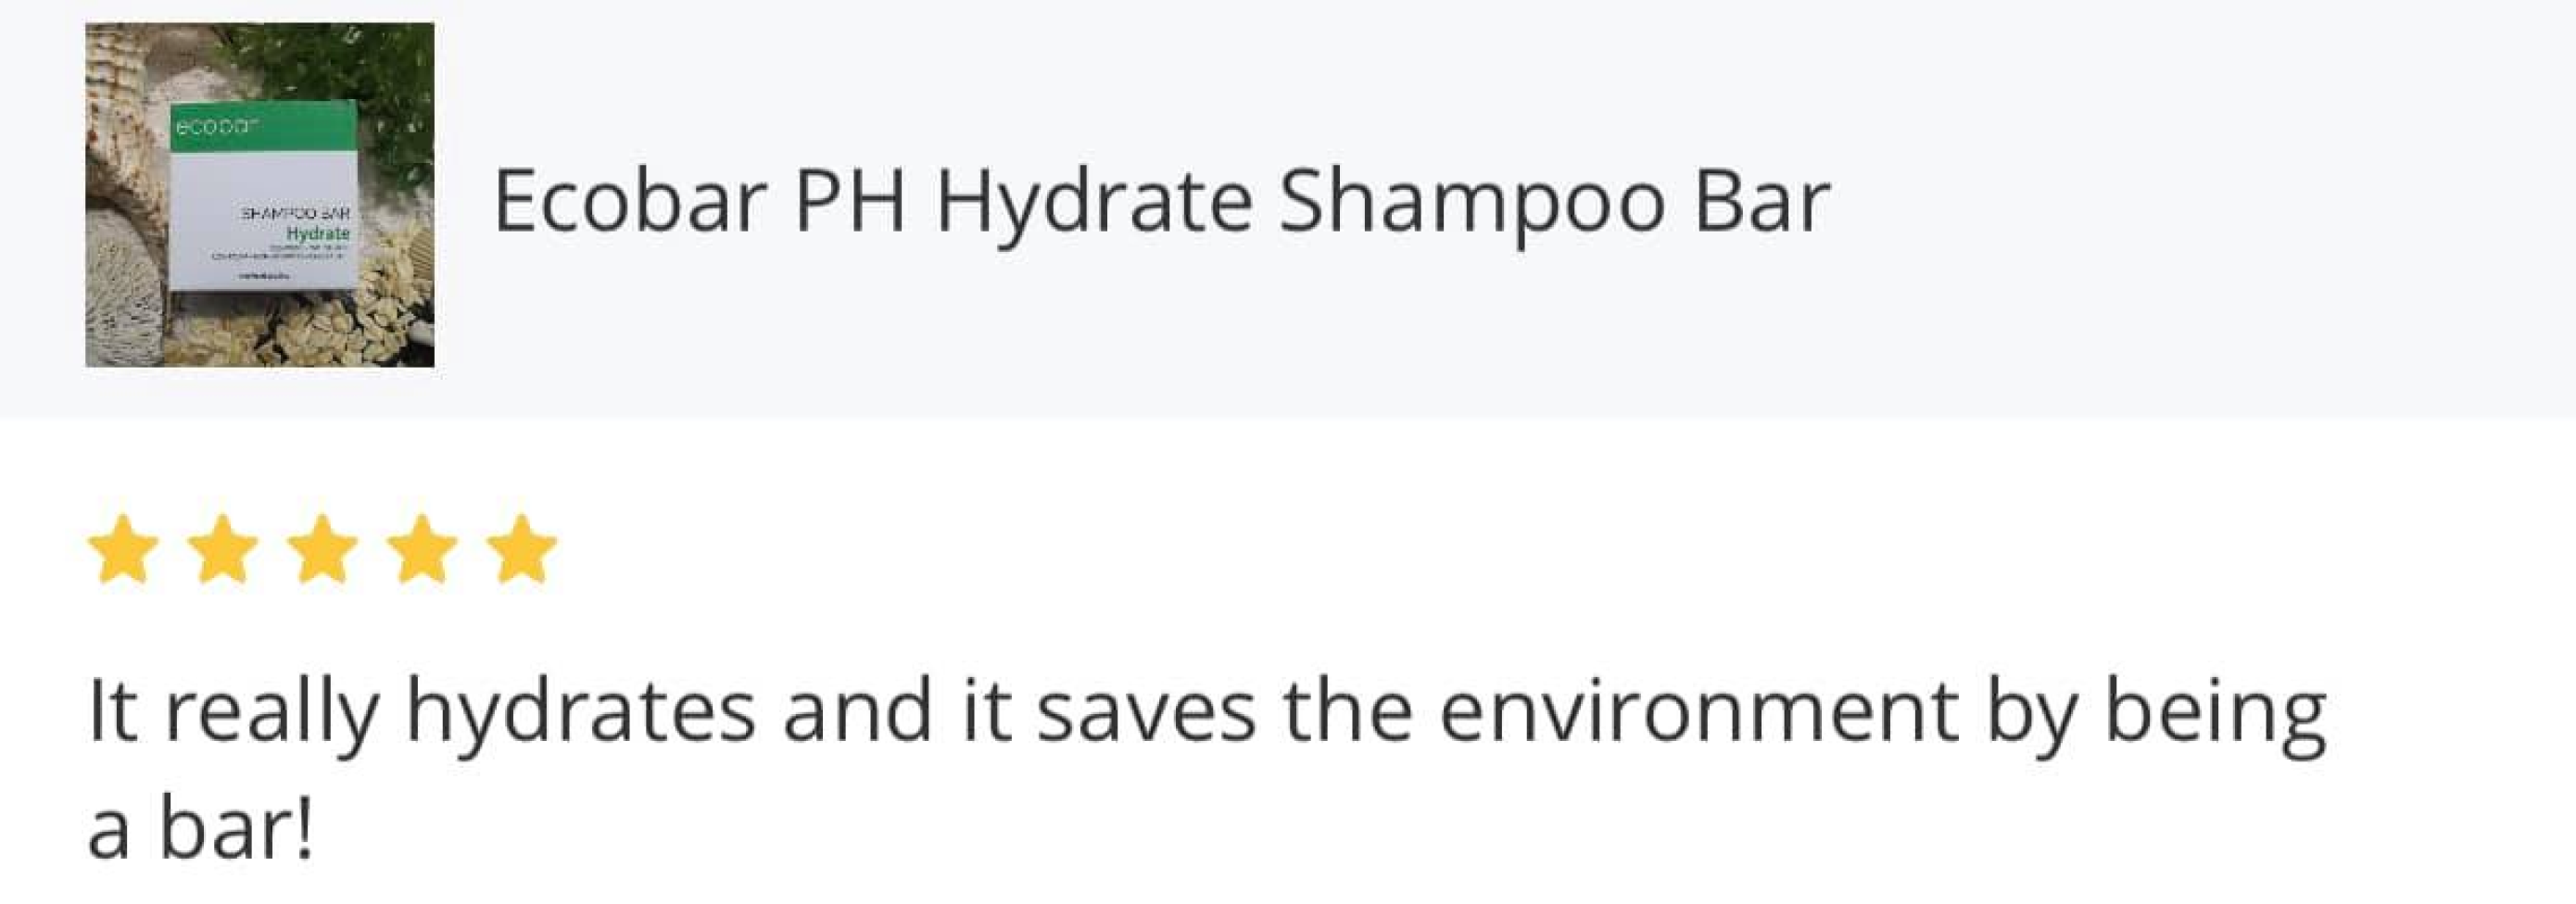 ecobar
SHAMPOO BAR
Hydrate
Ecobar PH Hydrate Shampoo Bar
It really hydrates and it saves the environment by being
a bar!